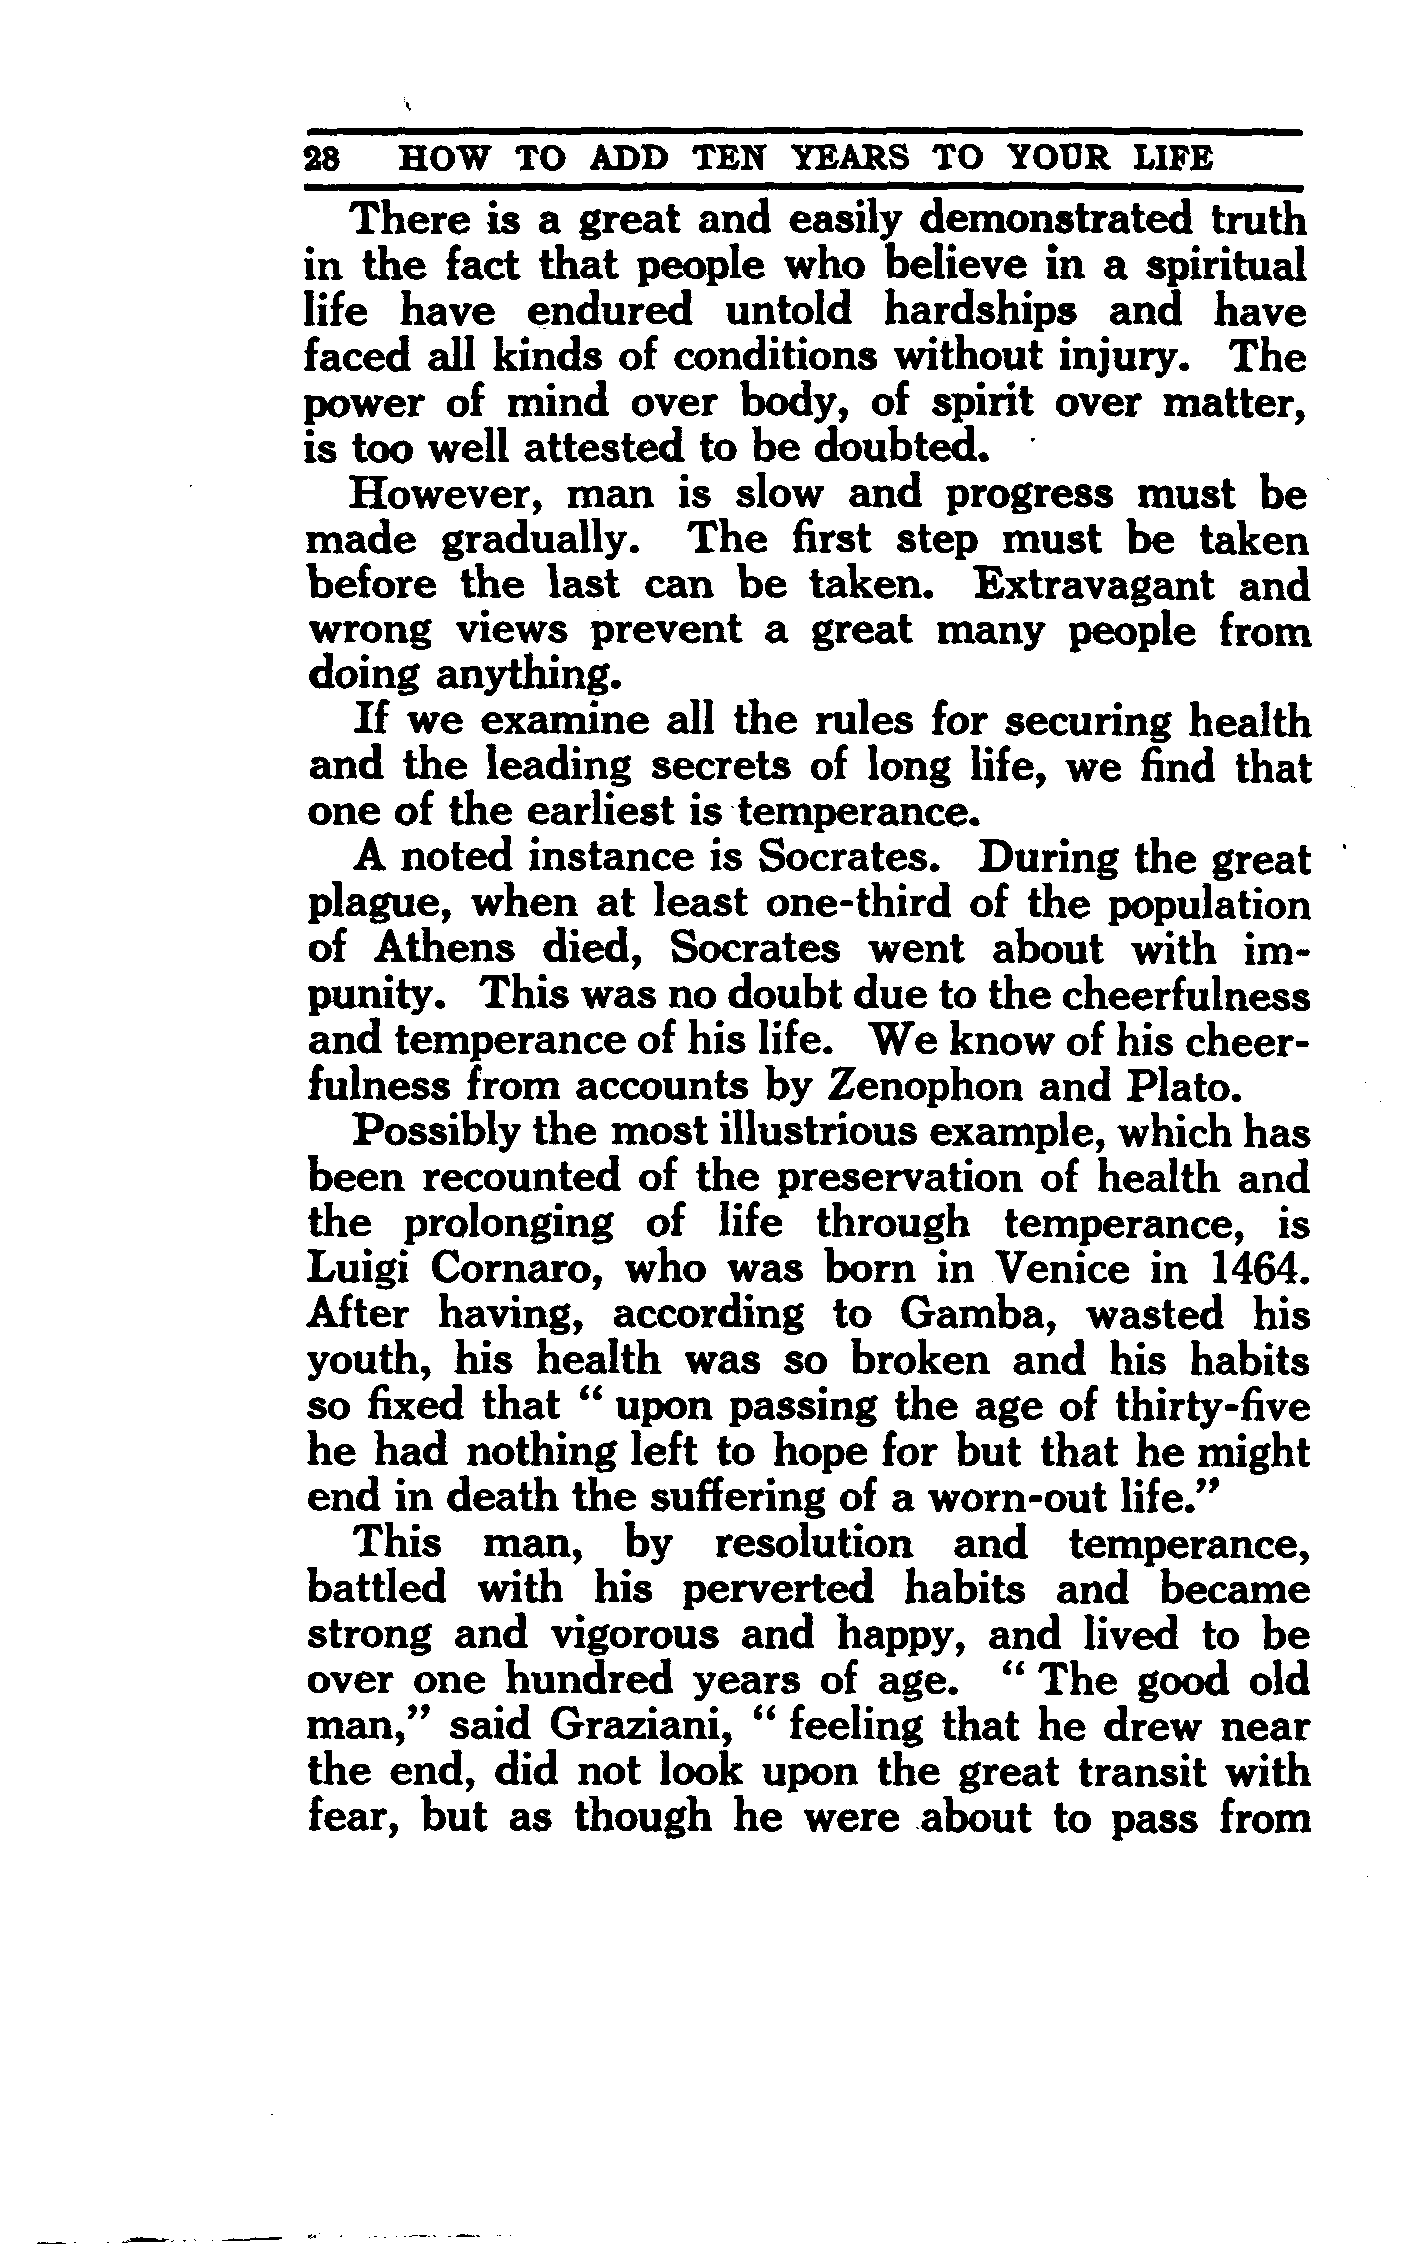 28 HOW TO ADD TEN YEARS TO YOUR LIFE
There is a great and easily demonstrated truth
in the fact that people who believe in a spiritual
life have endured untold hardships and have
faced all kinds of conditions without injury. The
power of mind over body, of spirit over matter,
is too well attested to be doubted.
However, man is slow and progress must be
made gradually. The first step must be taken
before the last can be taken. Extravagant and
wrong views prevent a great many people from
doing anything.
If we examine all the rules for securing health
and the leading secrets of long life, we find that
one of the earliest is temperance.
A noted instance is Socrates. During the great
plague, when at least one-third of the population
of Athens died, Socrates went about with im-
punity. This was no doubt due to the cheerfulness
and temperance of his life. We know of his cheer-
fulness from accounts by Zenophon and Plato.
Possibly the most illustrious example, which has
been recounted of the preservation of health and
the prolonging of life through temperance, is
Luigi Cornaro, who was born in Venice in 1464.
After having, according to Gamba, wasted his
youth, his health was so broken and his habits
so fixed that “ upon passing the age of thirty-five
he had nothing left to hope for but that he might
end in death the suffering of a worn-out life.”
This man, by resolution and temperance,
battled with his perverted habits and became
strong and vigorous and happy, and lived to be
over one hundred years of age. “ The good old
man,” said Graziani, “ feeling that he drew near
the end, did not look upon the great transit with
fear, but as though he were about to pass from